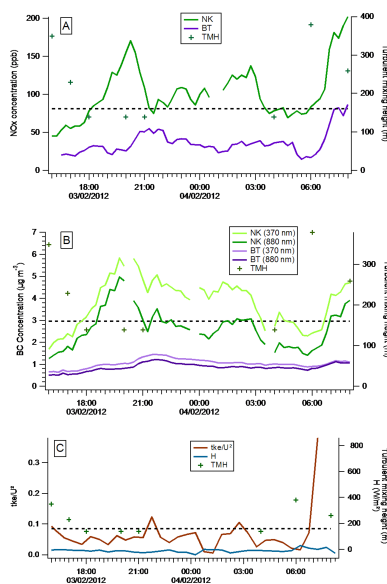 A
NK
BT
TMH
NOx concentration (ppb)
200
150
100
50
0
400
300
200
100
0
Turbulent mixing height (m)
18:00
03/02/2012
21:00
00:00
04/02/2012
03:00
06:00
B
NK (370 nm)
NK (880 nm)
BT (370 nm)
BT (880 nm)
TMH
BC Concentration (µg m⁻³)
7
6
5
4
3
2
1
0
300
200
100
0
Turbulent mixing height (m)
18:00
03/02/2012
21:00
00:00
04/02/2012
03:00
06:00
C
tke/U²
H
TMH
tke/U²
0.3
0.2
0.1
0.0
800
600
400
200
0
H (W/m²)
Turbulent mixing height (m)
18:00
03/02/2012
21:00
00:00
04/02/2012
03:00
06:00